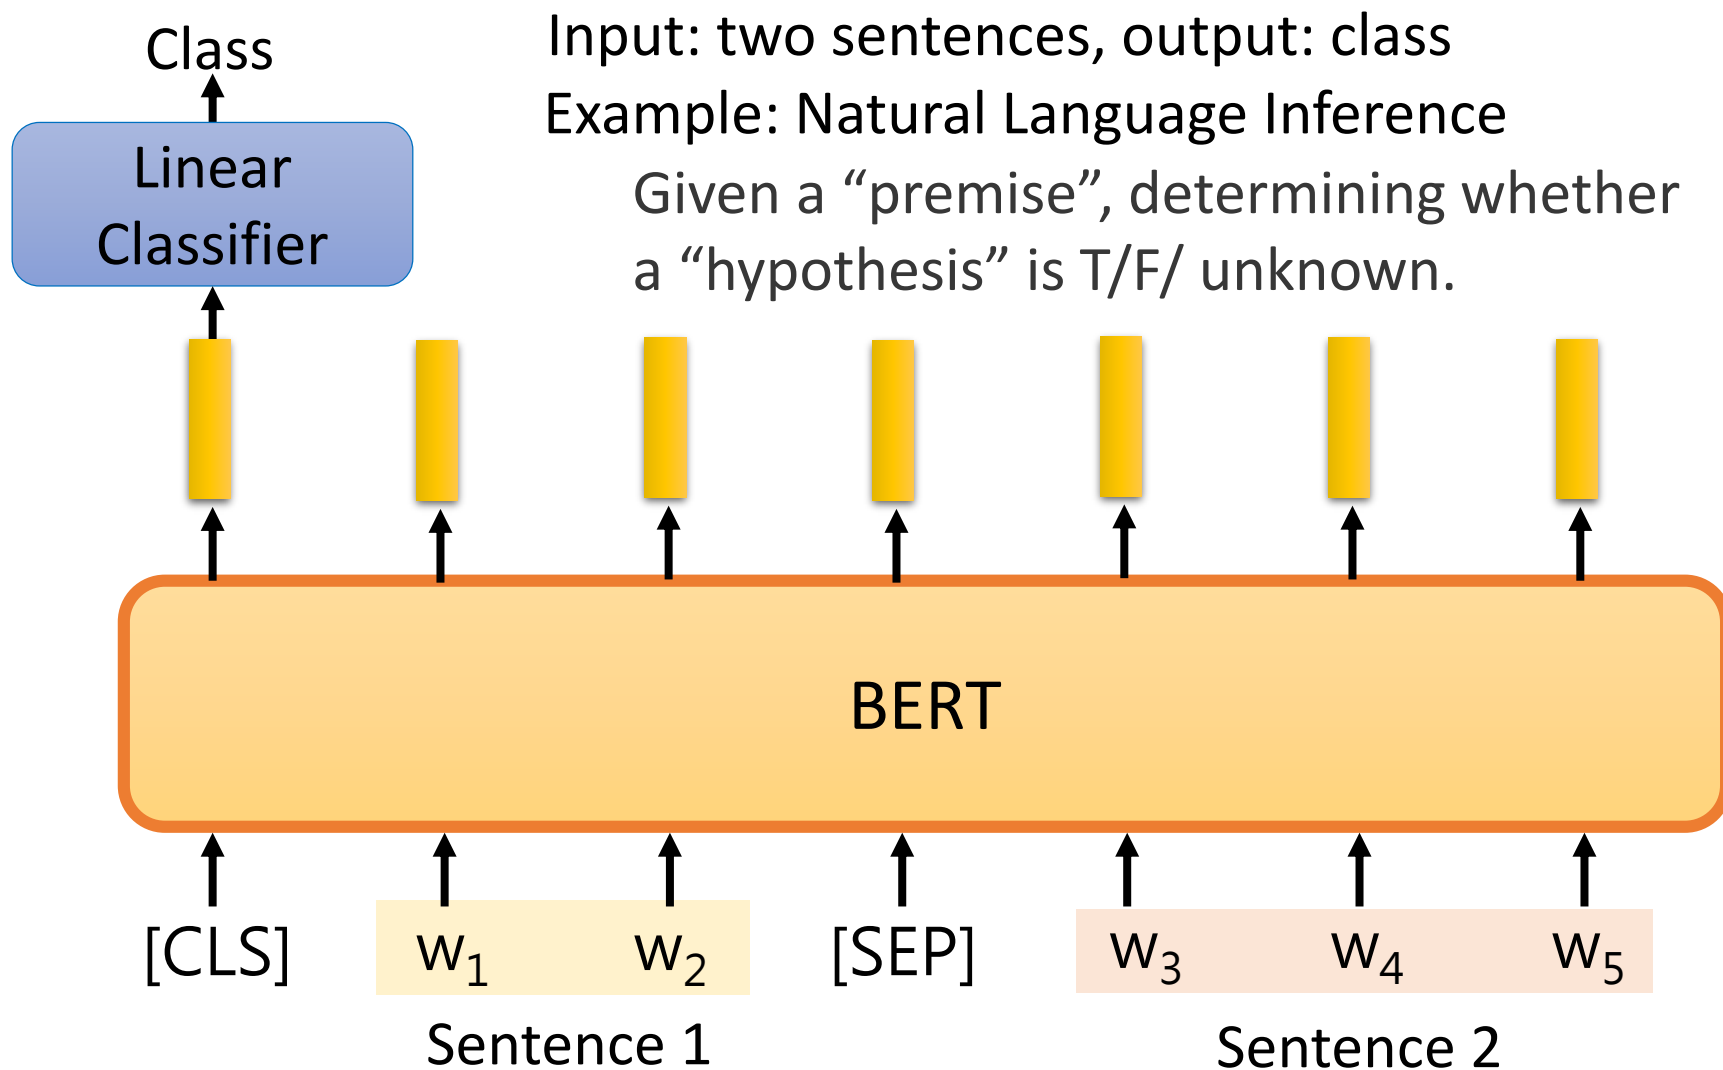 Class
Input: two sentences, output: class
Example: Natural Language Inference
Given a “premise”, determining whether
a “hypothesis” is T/F/ unknown.
Linear
Classifier
BERT
[CLS] w1 w2 [SEP] w3 w4 w5
Sentence 1 Sentence 2